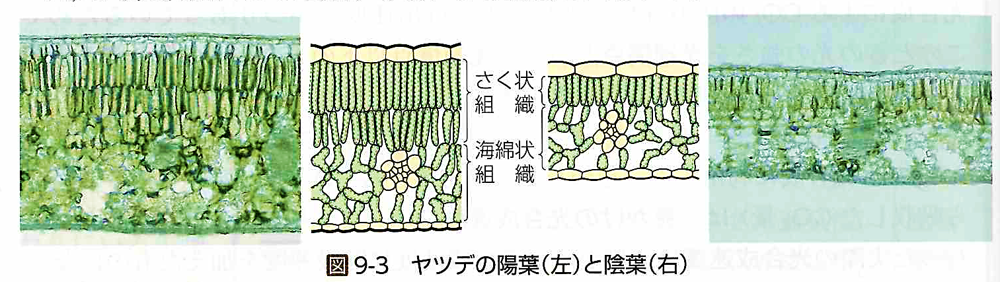 さく状
組 織
海綿状
組 織
図 9-3 ヤツデの陽葉(左)と陰葉(右)